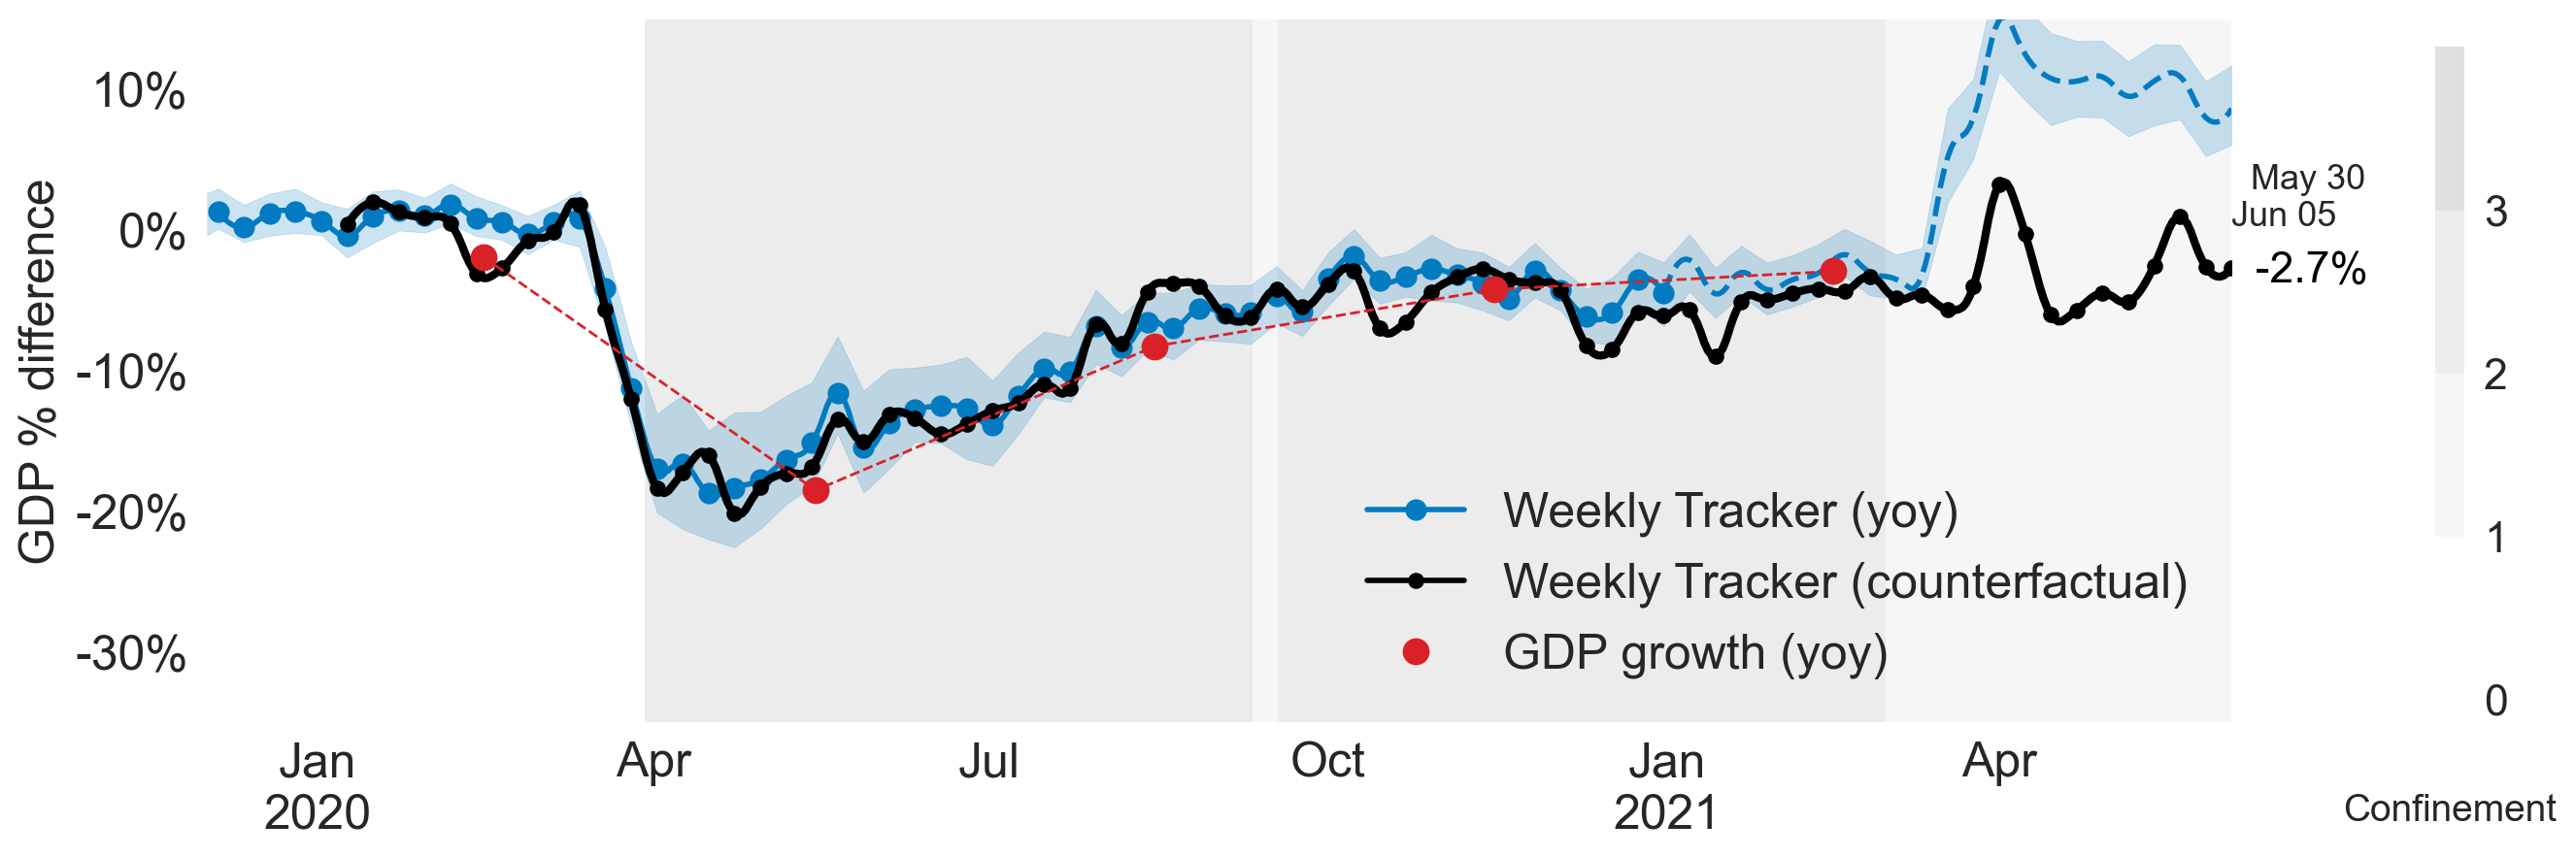 GDP % difference
10%
0%
-10%
-20%
-30%
Jan
2020
Apr
Jul
Oct
Jan
2021
Apr
Weekly Tracker (yoy)
Weekly Tracker (counterfactual)
GDP growth (yoy)
May 30
Jun 05
-2.7%
3
2
1
0
Confinement